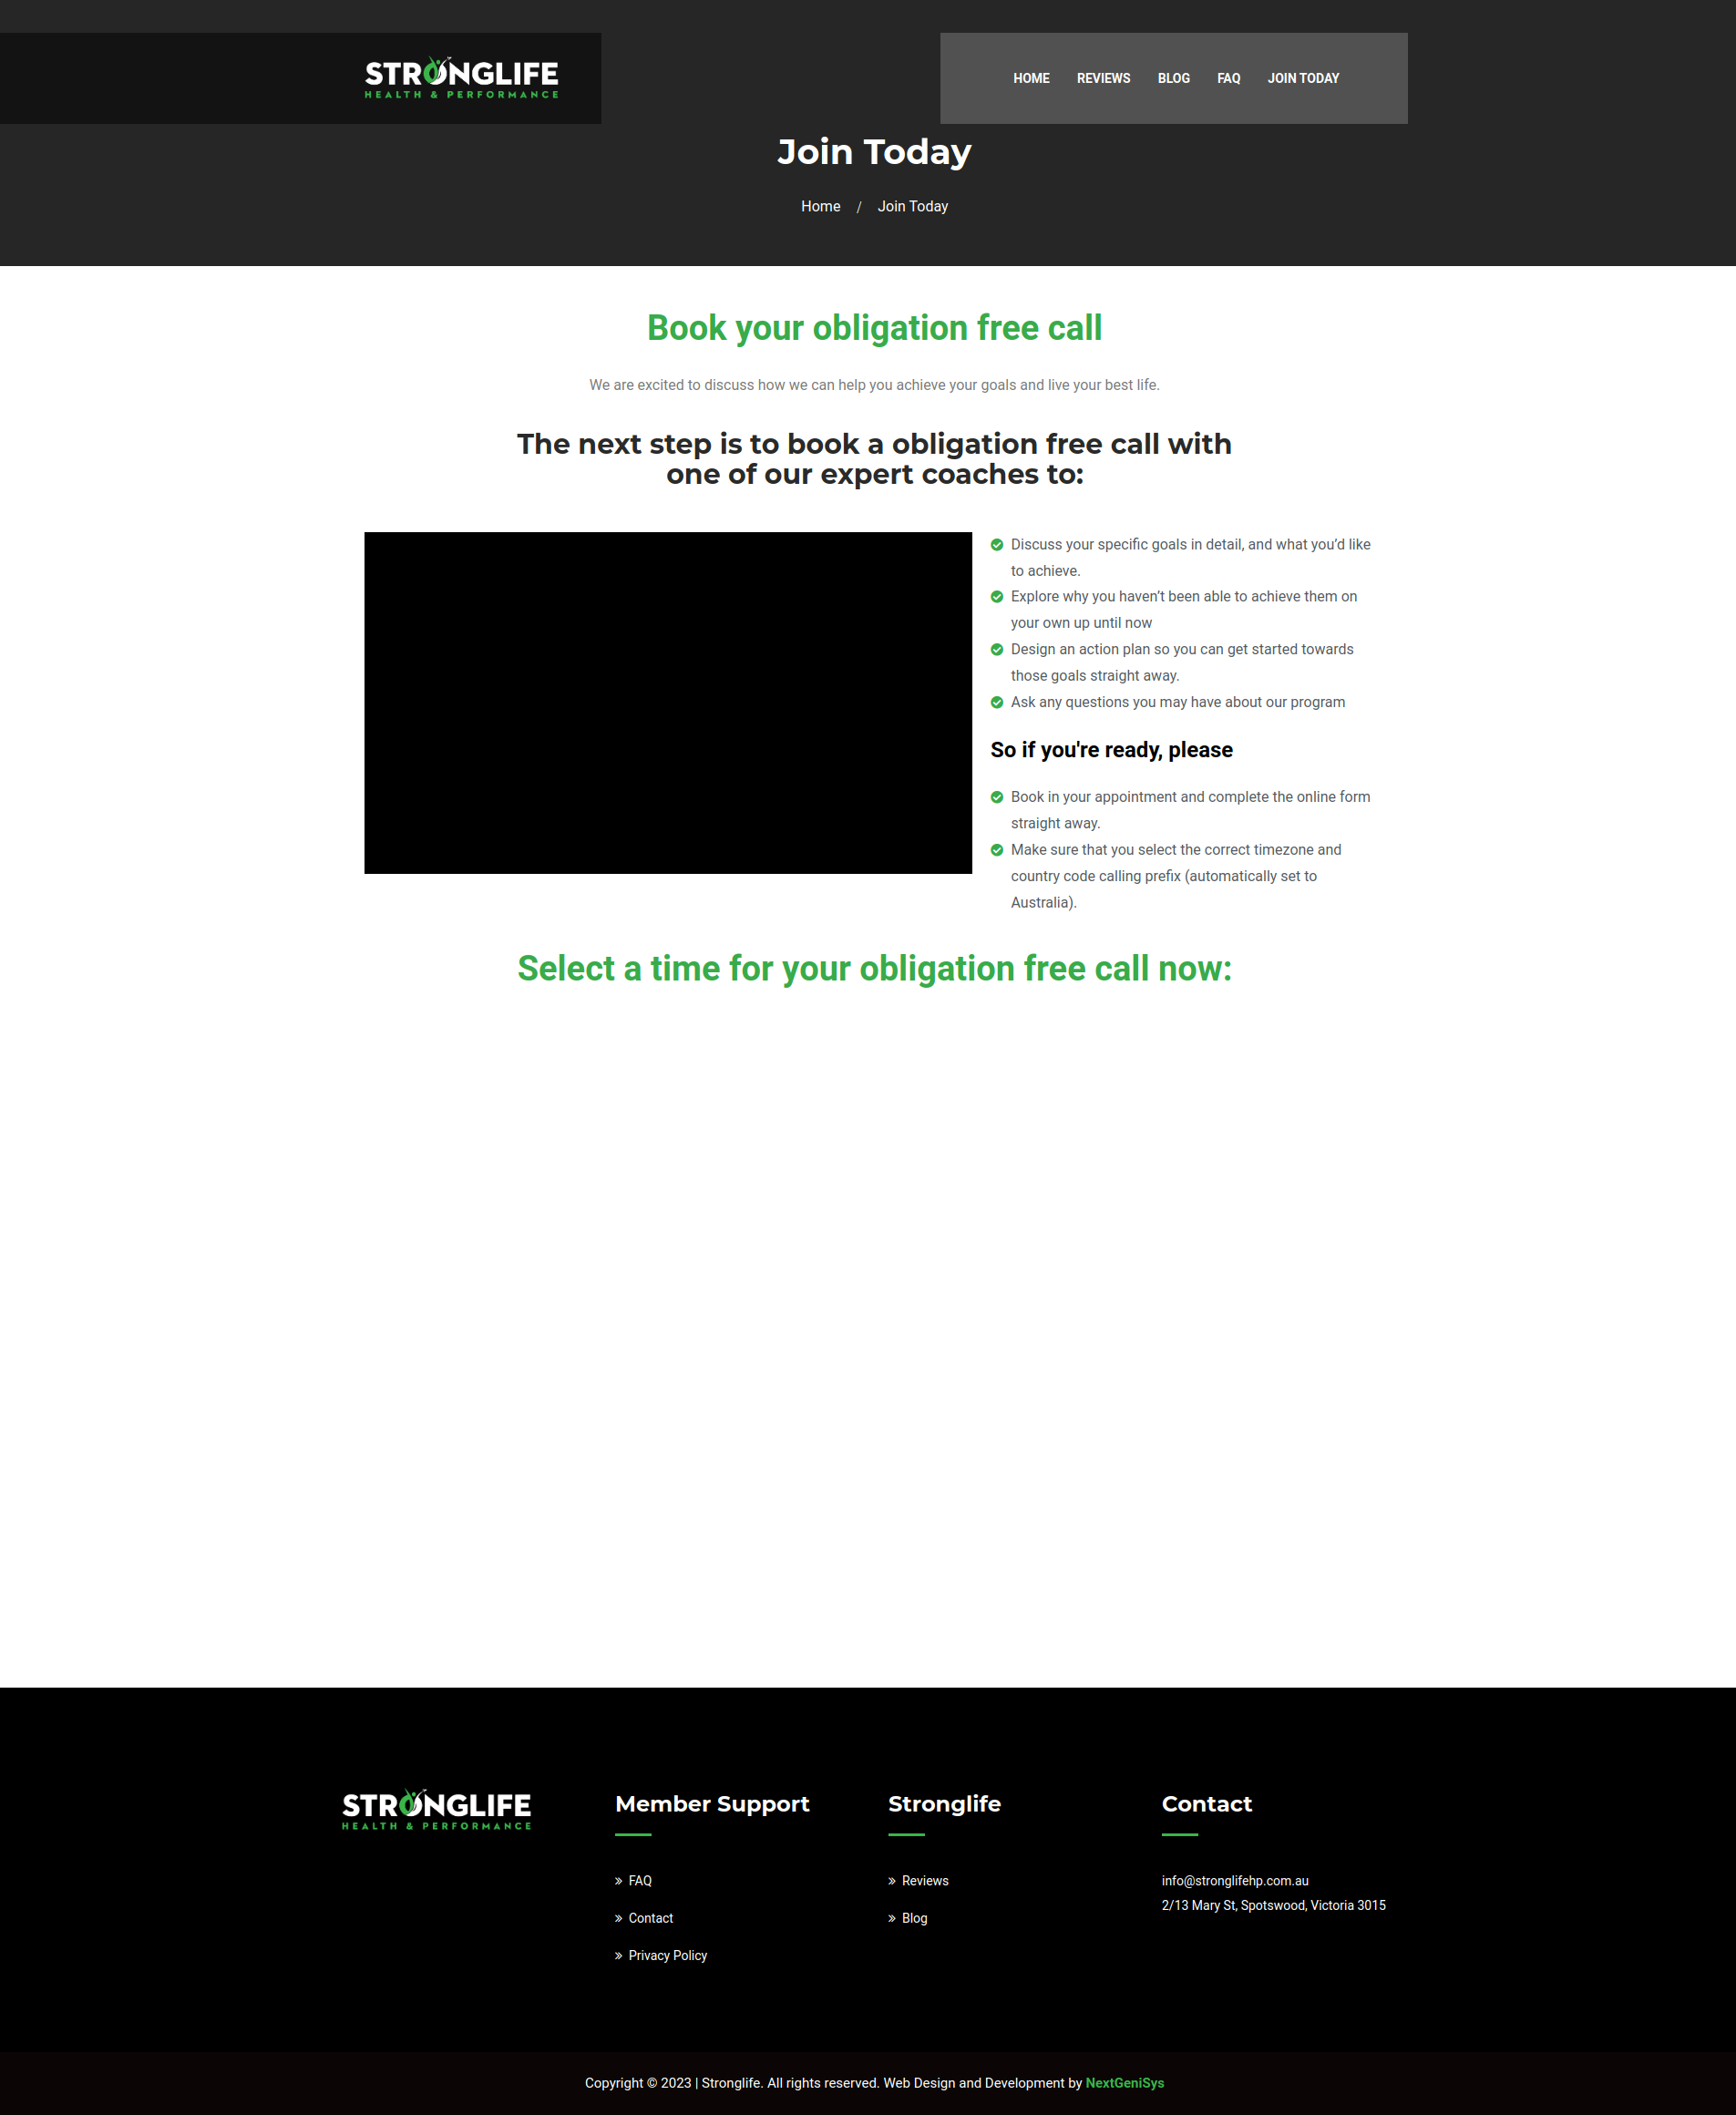 STRONGLIFE
HEALTH & PERFORMANCE
HOME REVIEWS BLOG FAQ JOIN TODAY
Join Today
Home / Join Today
Book your obligation free call
We are excited to discuss how we can help you achieve your goals and live your best life.
The next step is to book a obligation free call with
one of our expert coaches to:
Discuss your specific goals in detail, and what you’d like
to achieve.
Explore why you haven’t been able to achieve them on
your own up until now
Design an action plan so you can get started towards
those goals straight away.
Ask any questions you may have about our program
So if you're ready, please
Book in your appointment and complete the online form
straight away.
Make sure that you select the correct timezone and
country code calling prefix (automatically set to
Australia).
Select a time for your obligation free call now:
STRONGLIFE
HEALTH & PERFORMANCE
Member Support
FAQ
Contact
Privacy Policy
Stronglife
Reviews
Blog
Contact
info@stronglifehp.com.au
2/13 Mary St, Spotswood, Victoria 3015
Copyright © 2023 | Stronglife. All rights reserved. Web Design and Development by NextGeniSys